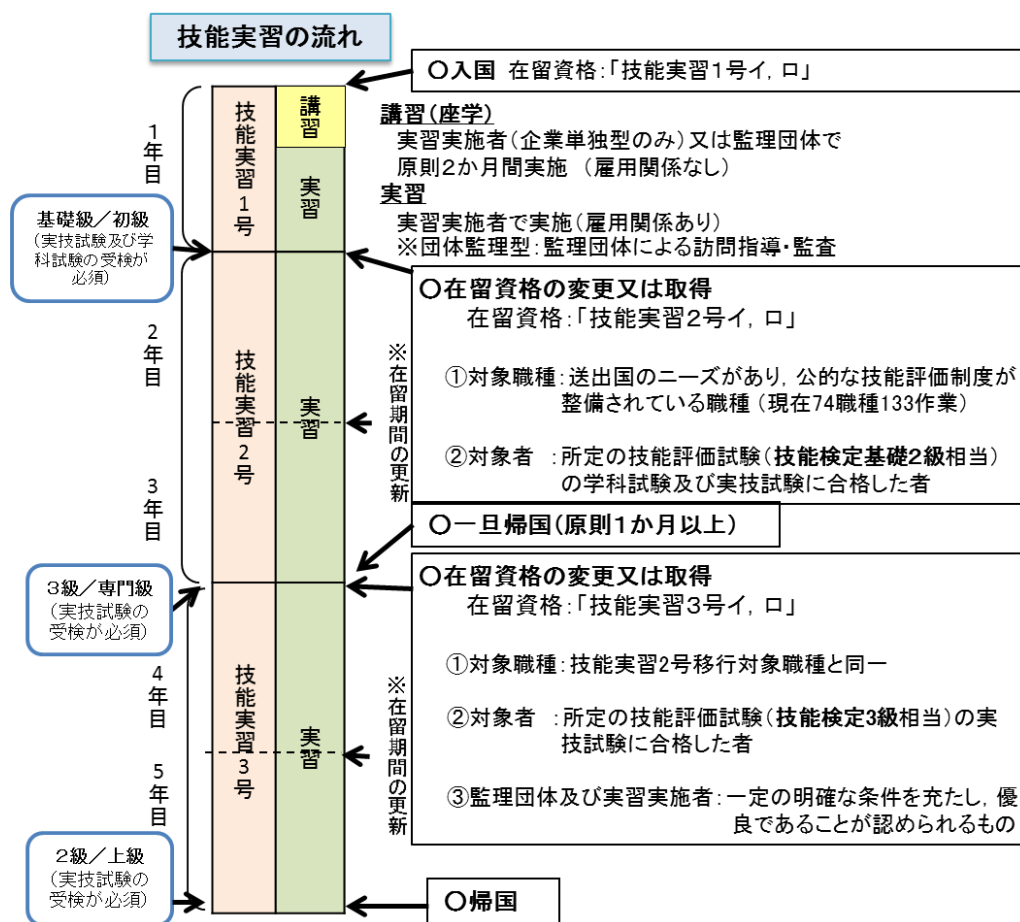 技能実習の流れ
○入国 在留資格：「技能実習１号イ，ロ」
1年目
技能実習1号
講習
実習
講習（座学）
実習実施者（企業単独型のみ）又は監理団体で
原則２か月間実施 （雇用関係なし）
実習
実習実施者で実施（雇用関係あり）
※団体監理型：監理団体による訪問指導・監査
基礎級／初級
（実技試験及び学
科試験の受検が
必須）
○在留資格の変更又は取得
在留資格：「技能実習２号イ，ロ」
①対象職種：送出国のニーズがあり，公的な技能評価制度が
整備されている職種（現在74職種133作業）
②対象者 ：所定の技能評価試験（技能検定基礎２級相当）
の学科試験及び実技試験に合格した者
2年目
技能実習2号
実習
※在留期間の更新
3年目
○一旦帰国（原則１か月以上）
3級／専門級
（実技試験の
受検が必須）
○在留資格の変更又は取得
在留資格：「技能実習３号イ，ロ」
①対象職種：技能実習2号移行対象職種と同一
②対象者 ：所定の技能評価試験（技能検定3級相当）の実
技試験に合格した者
③監理団体及び実習実施者：一定の明確な条件を充たし，優
良であることが認められるもの
4年目
技能実習3号
実習
※在留期間の更新
5年目
２級／上級
（実技試験の
受検が必須）
○帰国